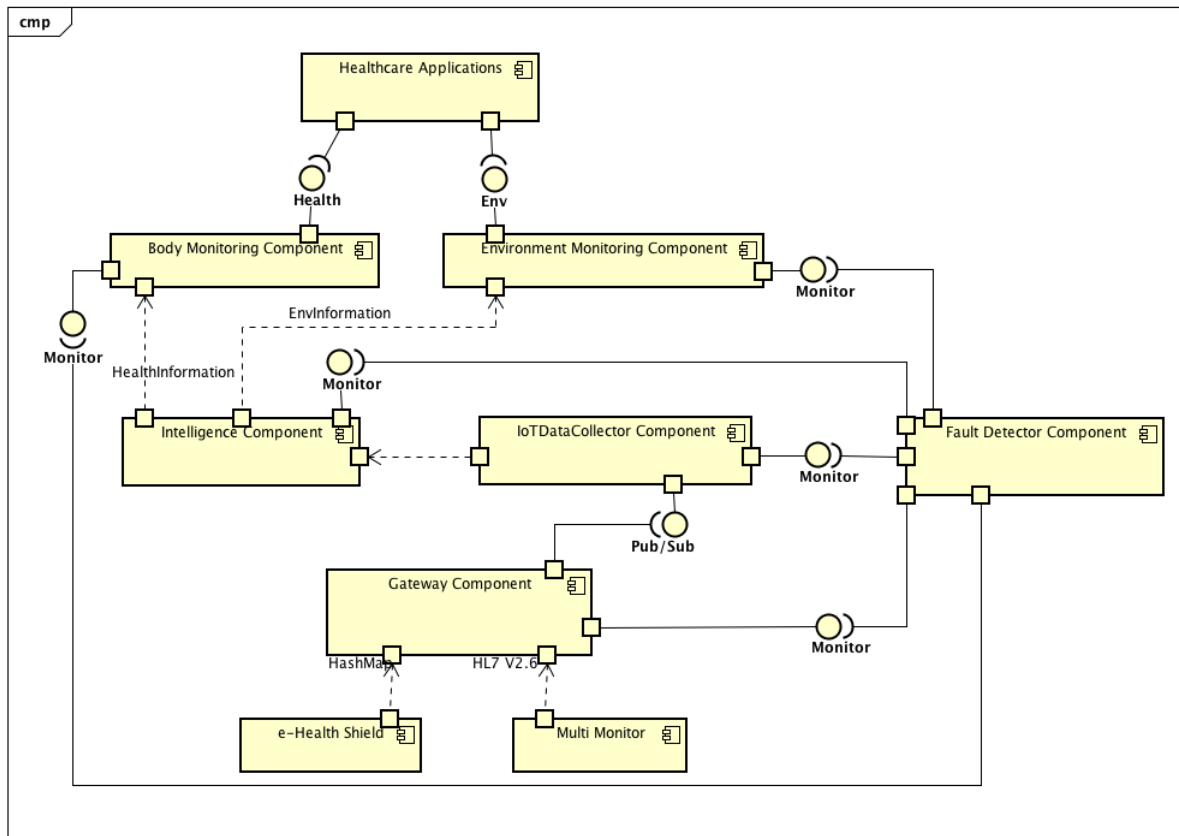 cmp
Healthcare Applications
Health
Env
Body Monitoring Component
Environment Monitoring Component
Monitor
EnvInformation
Monitor
HealthInformation
Monitor
Intelligence Component
IoTDataCollector Component
Fault Detector Component
Monitor
Pub/Sub
Gateway Component
Monitor
HashMap
HL7 V2.6
e-Health Shield
Multi Monitor